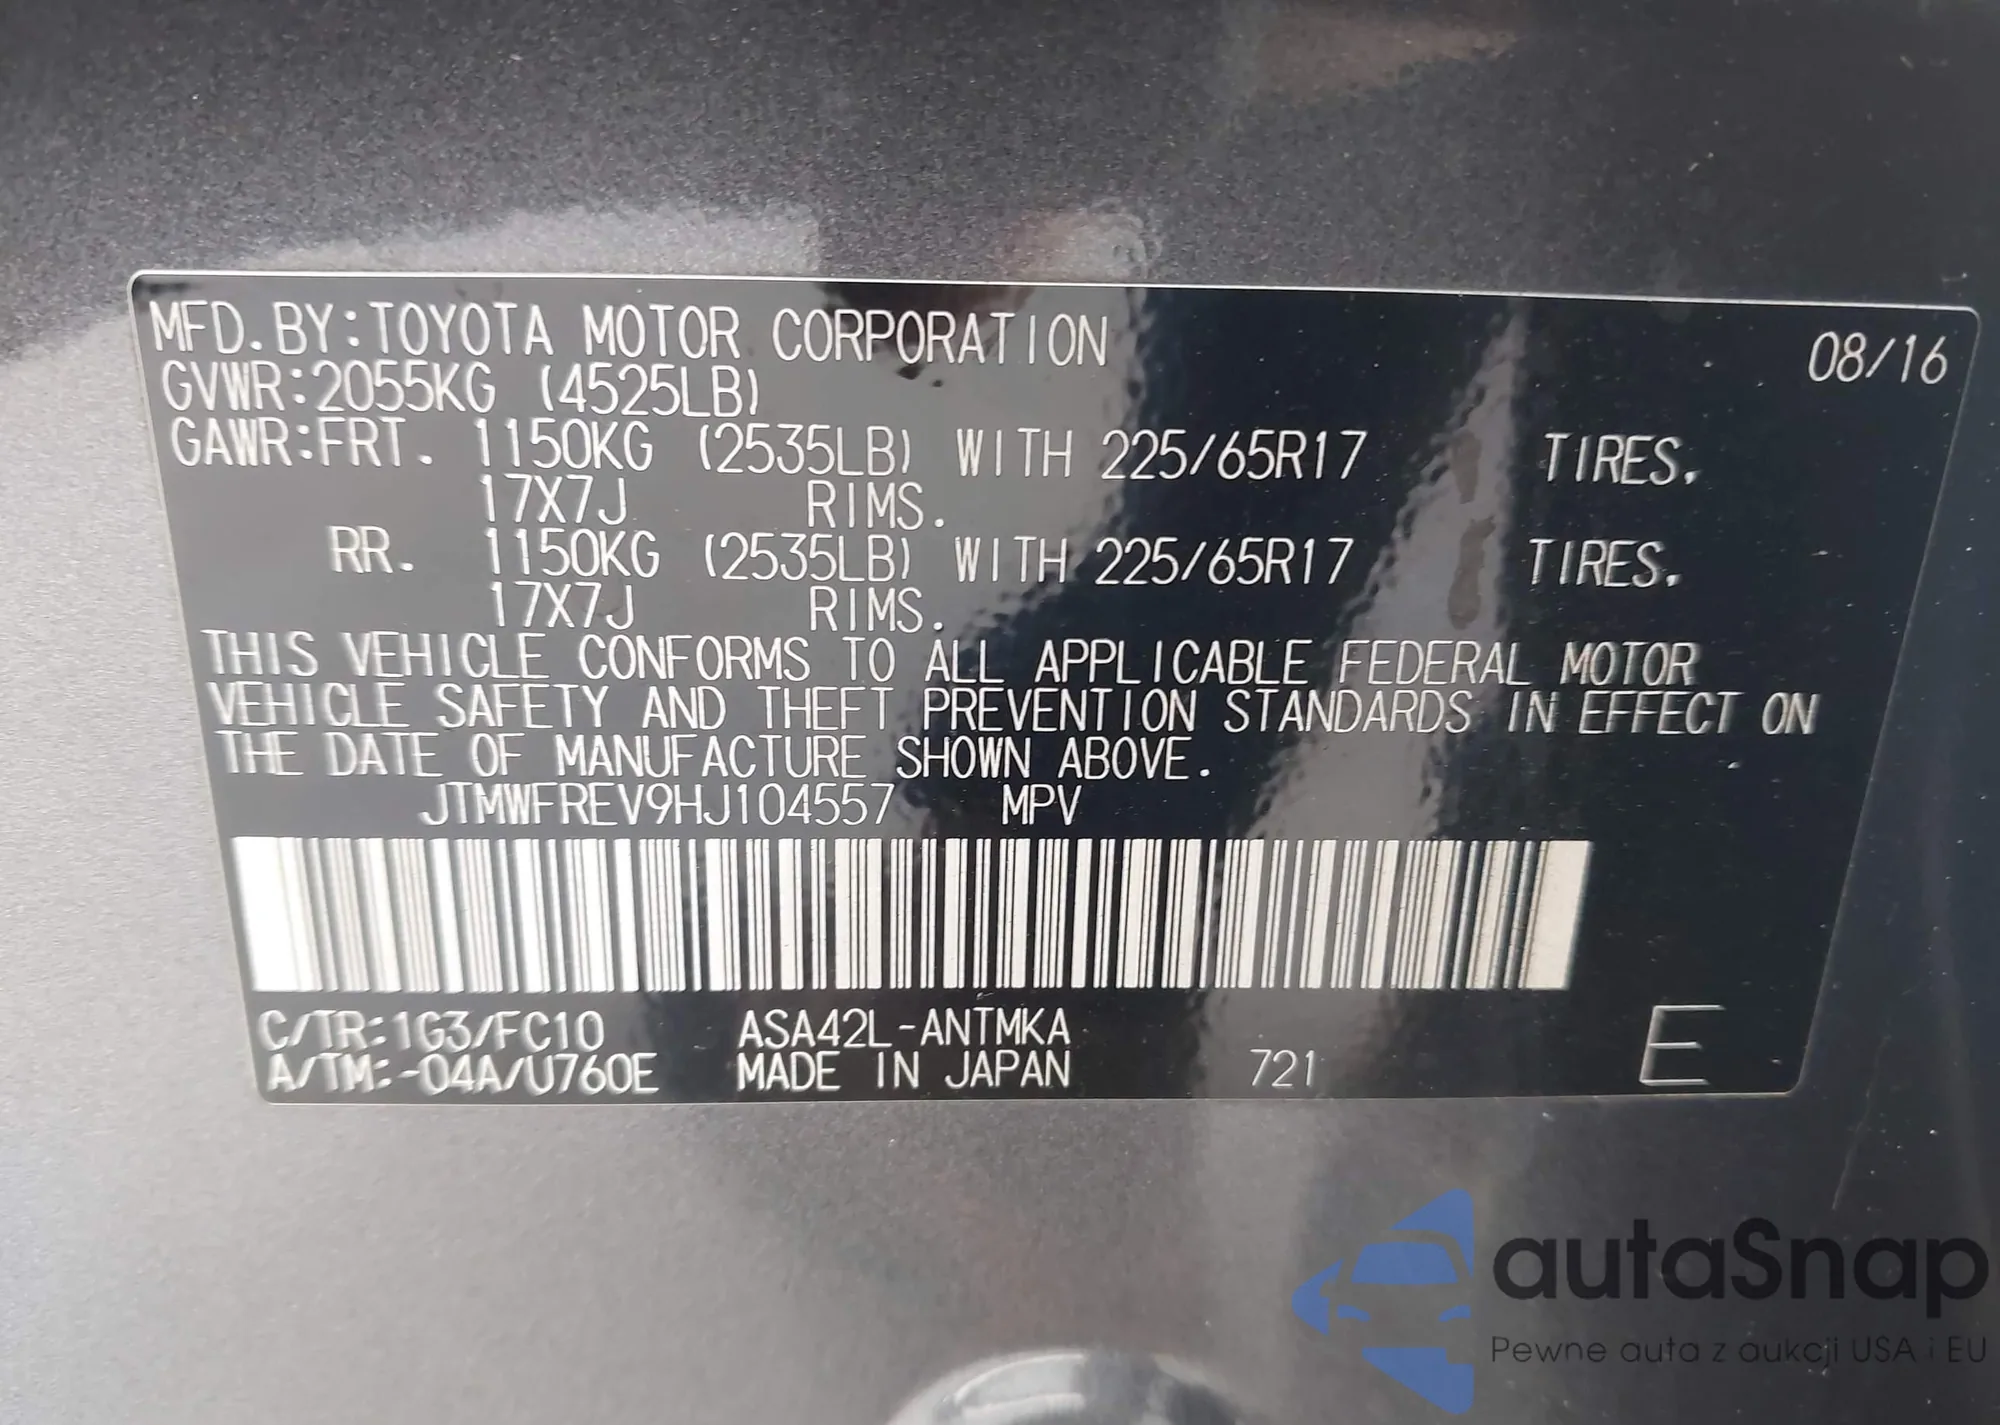 MFD.BY:TOYOTA MOTOR CORPORATION 08/16
GVWR:2055KG (4525LB)
GAWR:FRT. 1150KG (2535LB) WITH 225/65R17 TIRES,
17X7J RIMS.
RR. 1150KG (2535LB) WITH 225/65R17 TIRES.
17X7J RIMS.
THIS VEHICLE CONFORMS TO ALL APPLICABLE FEDERAL MOTOR
VEHICLE SAFETY AND THEFT PREVENTION STANDARDS IN EFFECT ON
THE DATE OF MANUFACTURE SHOWN ABOVE.
JTMWFREV9HJ104557 MPV
C/TR:1G3/FC10 ASA42L-ANTMKA
A/TM:-04A/U760E MADE IN JAPAN 721 E
autaSnap
Pewne auta z aukcji USA i EU